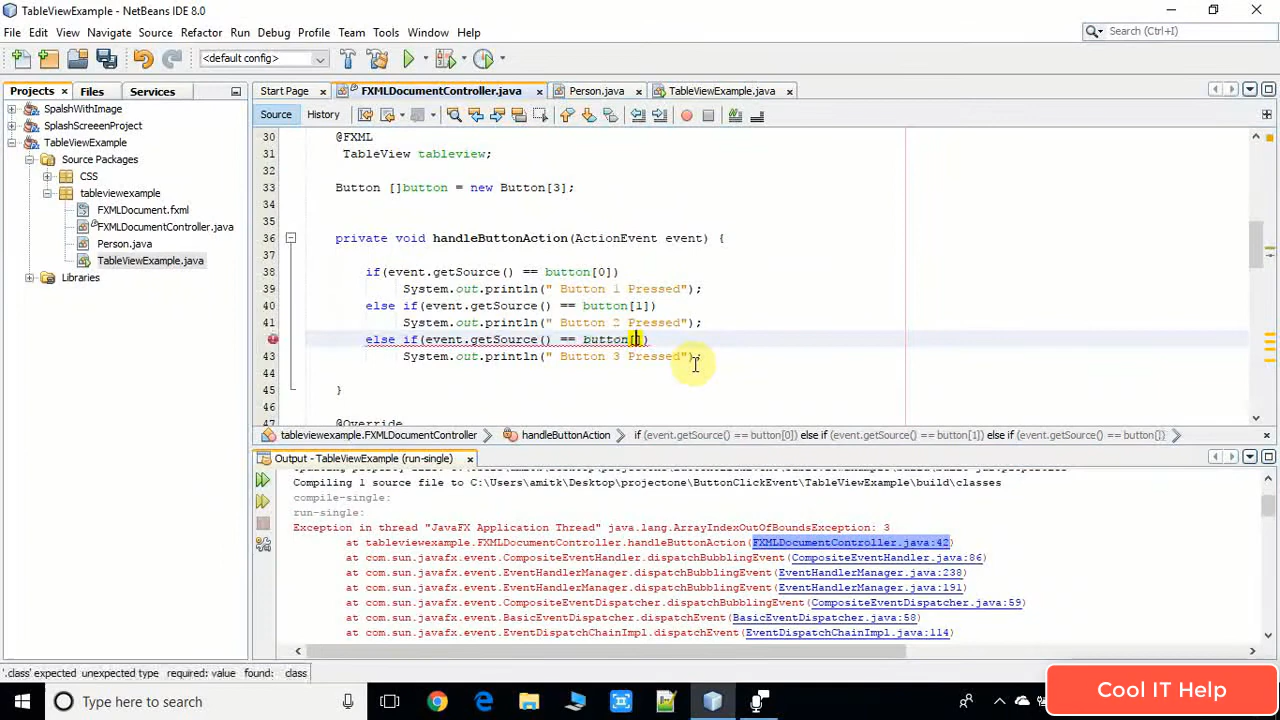 TableViewExample - NetBeans IDE 8.0
File Edit View Navigate Source Refactor Run Debug Profile Team Tools Window Help
Search (Ctrl+I)
<default config>
Projects Files Services
Start Page FXMLDocumentController.java Person.java TableViewExample.java
Source History
SpalshWithImage
SplashScreeenProject
TableViewExample
Source Packages
CSS
tableviewexample
FXMLDocument.fxml
FXMLDocumentController.java
Person.java
TableViewExample.java
Libraries
30 @FXML
31 TableView tableview;
32
33 Button []button = new Button[3];
34
35
36 private void handleButtonAction(ActionEvent event) {
37
38 if(event.getSource() == button[0])
39 System.out.println(" Button 1 Pressed");
40 else if(event.getSource() == button[1])
41 System.out.println(" Button 2 Pressed");
else if(event.getSource() == button[])
43 System.out.println(" Button 3 Pressed");
44
45 }
46
47 @Override
tableviewexample.FXMLDocumentController handleButtonAction if (event.getSource() == button[0]) else if (event.getSource() == button[1]) else if (event.getSource() == button[])
Output - TableViewExample (run-single)
Compiling 1 source file to C:\Users\amitk\Desktop\projectone\ButtonClickEvent\TableViewExample\build\classes
compile-single:
run-single:
Exception in thread "JavaFX Application Thread" java.lang.ArrayIndexOutOfBoundsException: 3
at tableviewexample.FXMLDocumentController.handleButtonAction(FXMLDocumentController.java:42)
at com.sun.javafx.event.CompositeEventHandler.dispatchBubblingEvent(CompositeEventHandler.java:86)
at com.sun.javafx.event.EventHandlerManager.dispatchBubblingEvent(EventHandlerManager.java:238)
at com.sun.javafx.event.EventHandlerManager.dispatchBubblingEvent(EventHandlerManager.java:191)
at com.sun.javafx.event.CompositeEventDispatcher.dispatchBubblingEvent(CompositeEventDispatcher.java:59)
at com.sun.javafx.event.BasicEventDispatcher.dispatchEvent(BasicEventDispatcher.java:58)
at com.sun.javafx.event.EventDispatchChainImpl.dispatchEvent(EventDispatchChainImpl.java:114)
'.class' expected unexpected type required: value found: class
Type here to search
Cool IT Help